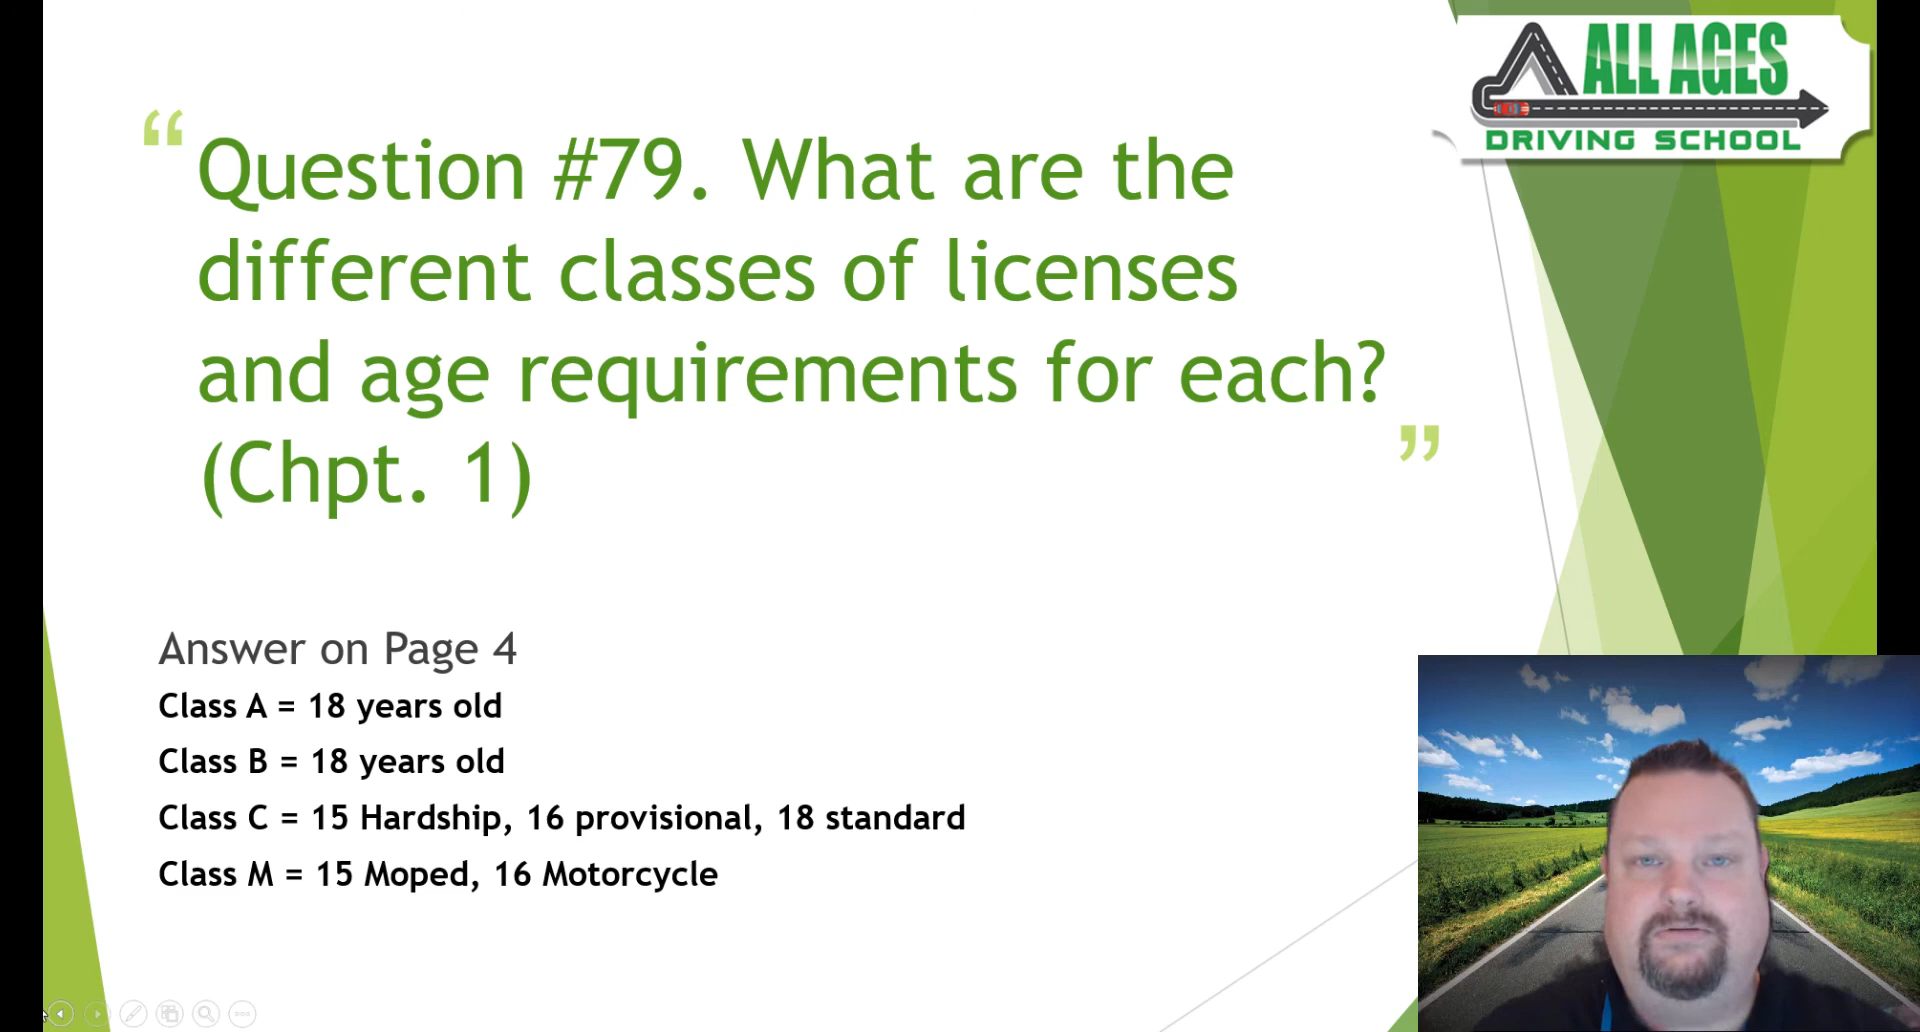 ALL AGES
DRIVING SCHOOL
“Question #79. What are the
different classes of licenses
and age requirements for each?
(Chpt. 1)”
Answer on Page 4
Class A = 18 years old
Class B = 18 years old
Class C = 15 Hardship, 16 provisional, 18 standard
Class M = 15 Moped, 16 Motorcycle